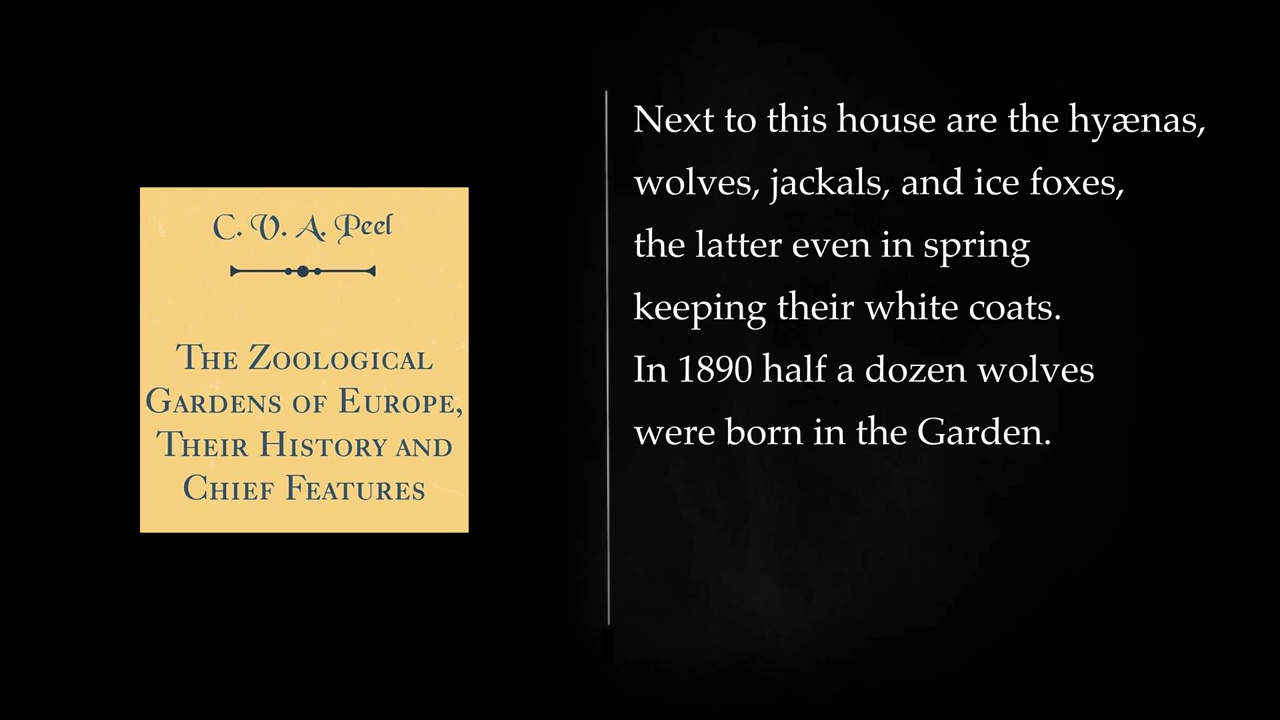 C. V. A. Peel
The Zoological
Gardens of Europe,
Their History and
Chief Features
Next to this house are the hyænas,
wolves, jackals, and ice foxes,
the latter even in spring
keeping their white coats.
In 1890 half a dozen wolves
were born in the Garden.